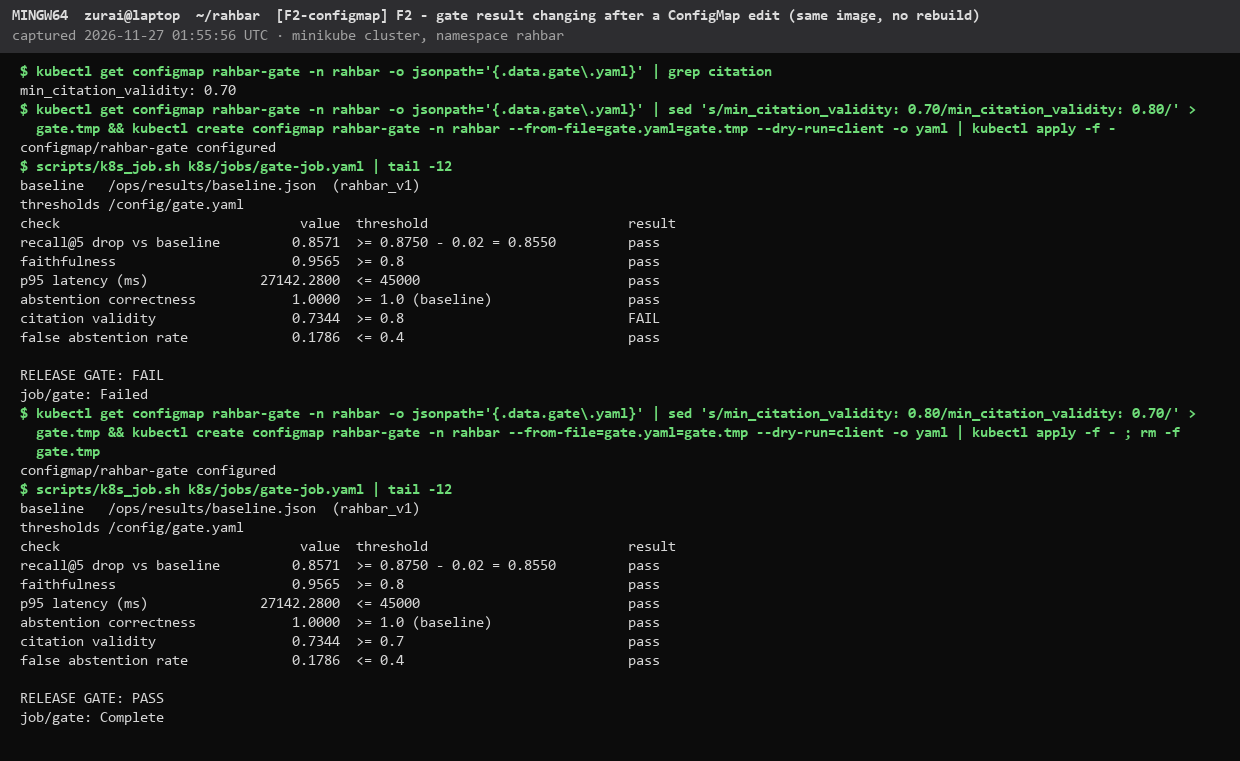 MINGW64  zurai@laptop  ~/rahbar  [F2-configmap] F2 - gate result changing after a ConfigMap edit (same image, no rebuild)
captured 2026-11-27 01:55:56 UTC · minikube cluster, namespace rahbar
$ kubectl get configmap rahbar-gate -n rahbar -o jsonpath='{.data.gate\.yaml}' | grep citation
min_citation_validity: 0.70
$ kubectl get configmap rahbar-gate -n rahbar -o jsonpath='{.data.gate\.yaml}' | sed 's/min_citation_validity: 0.70/min_citation_validity: 0.80/' >
  gate.tmp && kubectl create configmap rahbar-gate -n rahbar --from-file=gate.yaml=gate.tmp --dry-run=client -o yaml | kubectl apply -f -
configmap/rahbar-gate configured
$ scripts/k8s_job.sh k8s/jobs/gate-job.yaml | tail -12
baseline   /ops/results/baseline.json  (rahbar_v1)
thresholds /config/gate.yaml
check                              value  threshold                         result
recall@5 drop vs baseline         0.8571  >= 0.8750 - 0.02 = 0.8550         pass
faithfulness                      0.9565  >= 0.8                            pass
p95 latency (ms)              27142.2800  <= 45000                          pass
abstention correctness            1.0000  >= 1.0 (baseline)                 pass
citation validity                 0.7344  >= 0.8                            FAIL
false abstention rate             0.1786  <= 0.4                            pass
RELEASE GATE: FAIL
job/gate: Failed
$ kubectl get configmap rahbar-gate -n rahbar -o jsonpath='{.data.gate\.yaml}' | sed 's/min_citation_validity: 0.80/min_citation_validity: 0.70/' >
  gate.tmp && kubectl create configmap rahbar-gate -n rahbar --from-file=gate.yaml=gate.tmp --dry-run=client -o yaml | kubectl apply -f - ; rm -f
  gate.tmp
configmap/rahbar-gate configured
$ scripts/k8s_job.sh k8s/jobs/gate-job.yaml | tail -12
baseline   /ops/results/baseline.json  (rahbar_v1)
thresholds /config/gate.yaml
check                              value  threshold                         result
recall@5 drop vs baseline         0.8571  >= 0.8750 - 0.02 = 0.8550         pass
faithfulness                      0.9565  >= 0.8                            pass
p95 latency (ms)              27142.2800  <= 45000                          pass
abstention correctness            1.0000  >= 1.0 (baseline)                 pass
citation validity                 0.7344  >= 0.7                            pass
false abstention rate             0.1786  <= 0.4                            pass
RELEASE GATE: PASS
job/gate: Complete